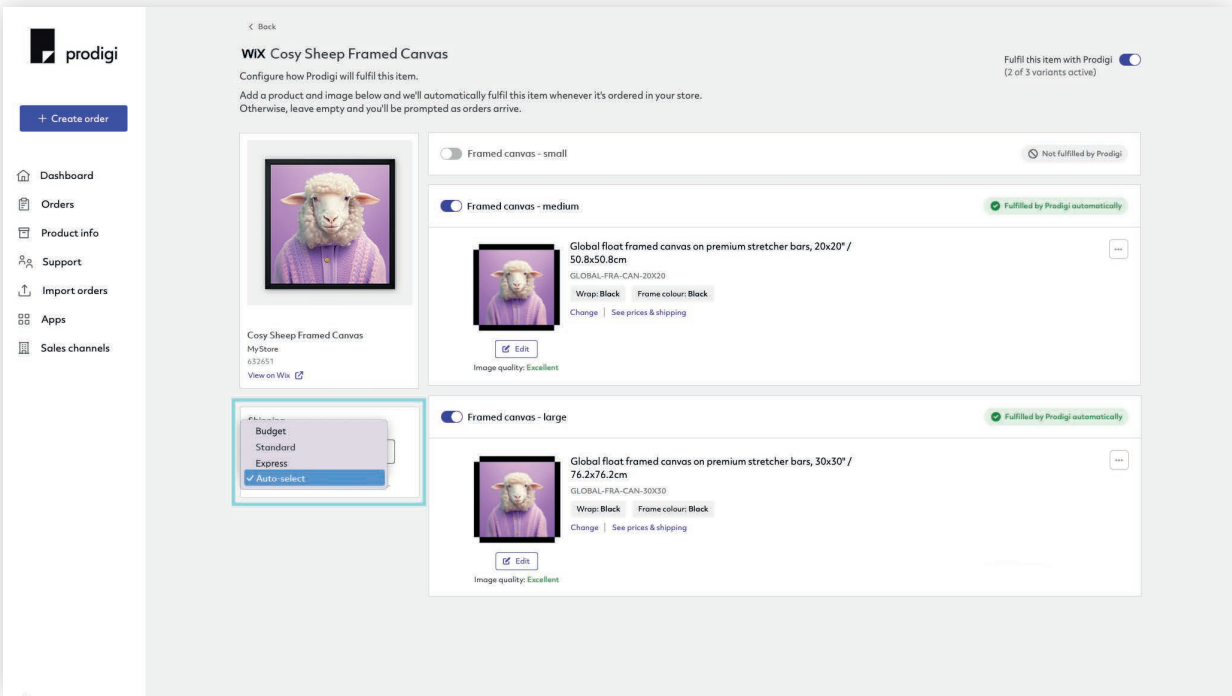 prodigi
+ Create order
Dashboard
Orders
Product info
Support
Import orders
Apps
Sales channels
< Back
WiX Cosy Sheep Framed Canvas
Configure how Prodigi will fulfil this item.
Add a product and image below and we'll automatically fulfil this item whenever it's ordered in your store.
Otherwise, leave empty and you'll be prompted as orders arrive.
Fulfil this item with Prodigi
(2 of 3 variants active)
Cosy Sheep Framed Canvas
MyStore
632651
View on Wix
Shipping
Budget
Standard
Express
✓ Auto-select
Framed canvas - small
Not fulfilled by Prodigi
Framed canvas - medium
Fulfilled by Prodigi automatically
Global float framed canvas on premium stretcher bars, 20x20" /
50.8x50.8cm
GLOBAL-FRA-CAN-20X20
Wrap: Black Frame colour: Black
Change | See prices & shipping
Edit
Image quality: Excellent
Framed canvas - large
Fulfilled by Prodigi automatically
Global float framed canvas on premium stretcher bars, 30x30" /
76.2x76.2cm
GLOBAL-FRA-CAN-30X30
Wrap: Black Frame colour: Black
Change | See prices & shipping
Edit
Image quality: Excellent